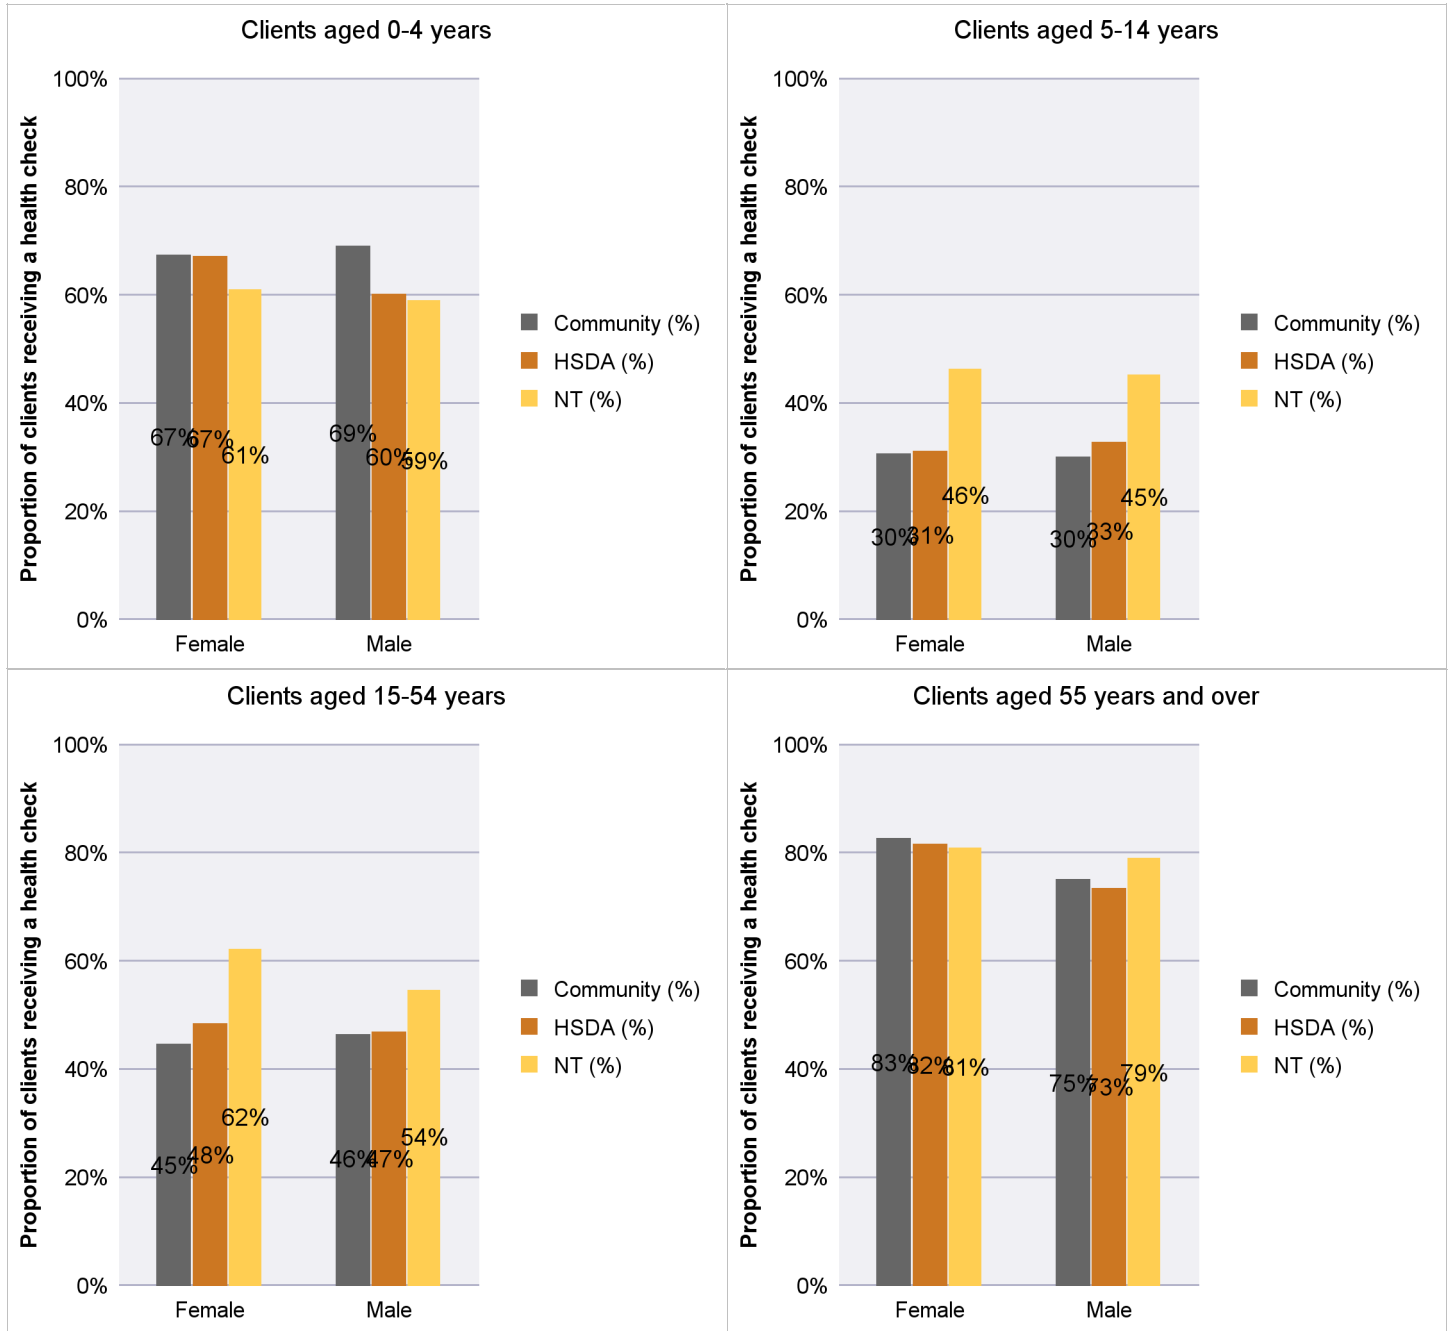 Clients aged 0-4 years
Proportion of clients receiving a health check
100%
80%
60%
40%
20%
0%
67%
67%
61%
69%
60%
59%
Female
Male
Community (%)
HSDA (%)
NT (%)
Clients aged 5-14 years
Proportion of clients receiving a health check
100%
80%
60%
40%
20%
0%
30%
31%
46%
30%
33%
45%
Female
Male
Community (%)
HSDA (%)
NT (%)
Clients aged 15-54 years
Proportion of clients receiving a health check
100%
80%
60%
40%
20%
0%
45%
48%
62%
46%
47%
54%
Female
Male
Community (%)
HSDA (%)
NT (%)
Clients aged 55 years and over
Proportion of clients receiving a health check
100%
80%
60%
40%
20%
0%
83%
82%
81%
75%
73%
79%
Female
Male
Community (%)
HSDA (%)
NT (%)